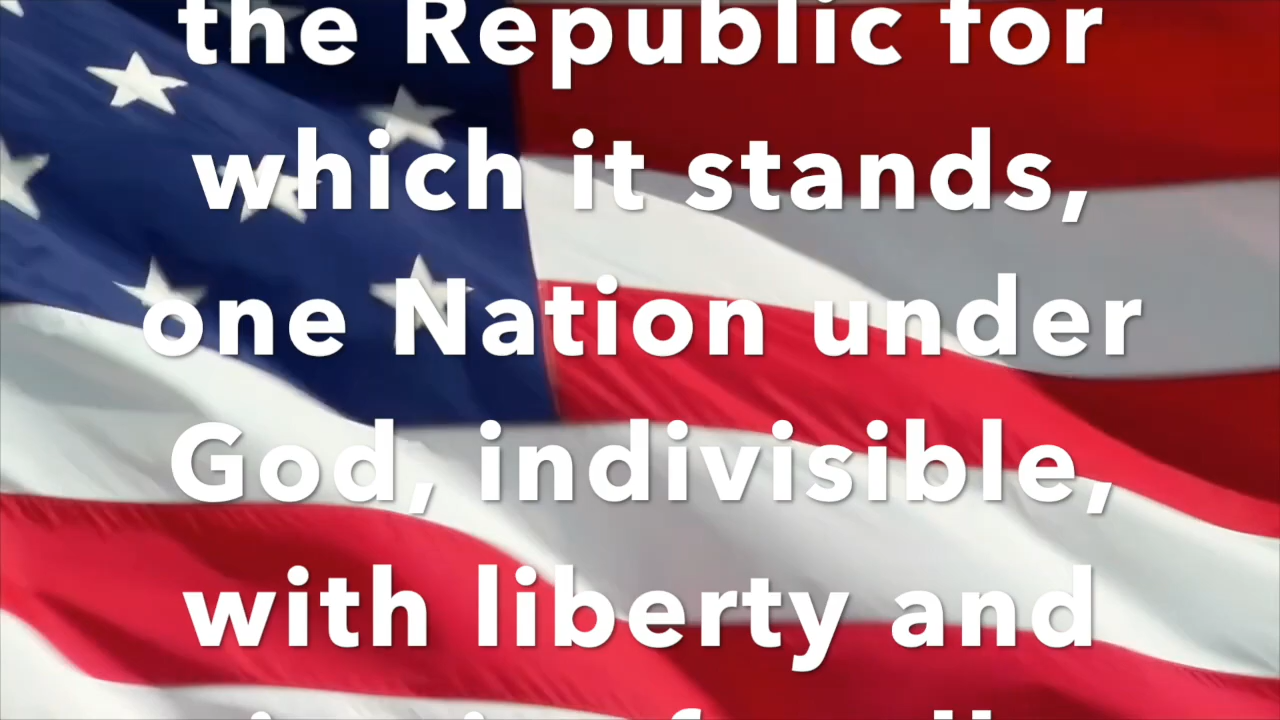 the Republic for
which it stands,
one Nation under
God, indivisible,
with liberty and